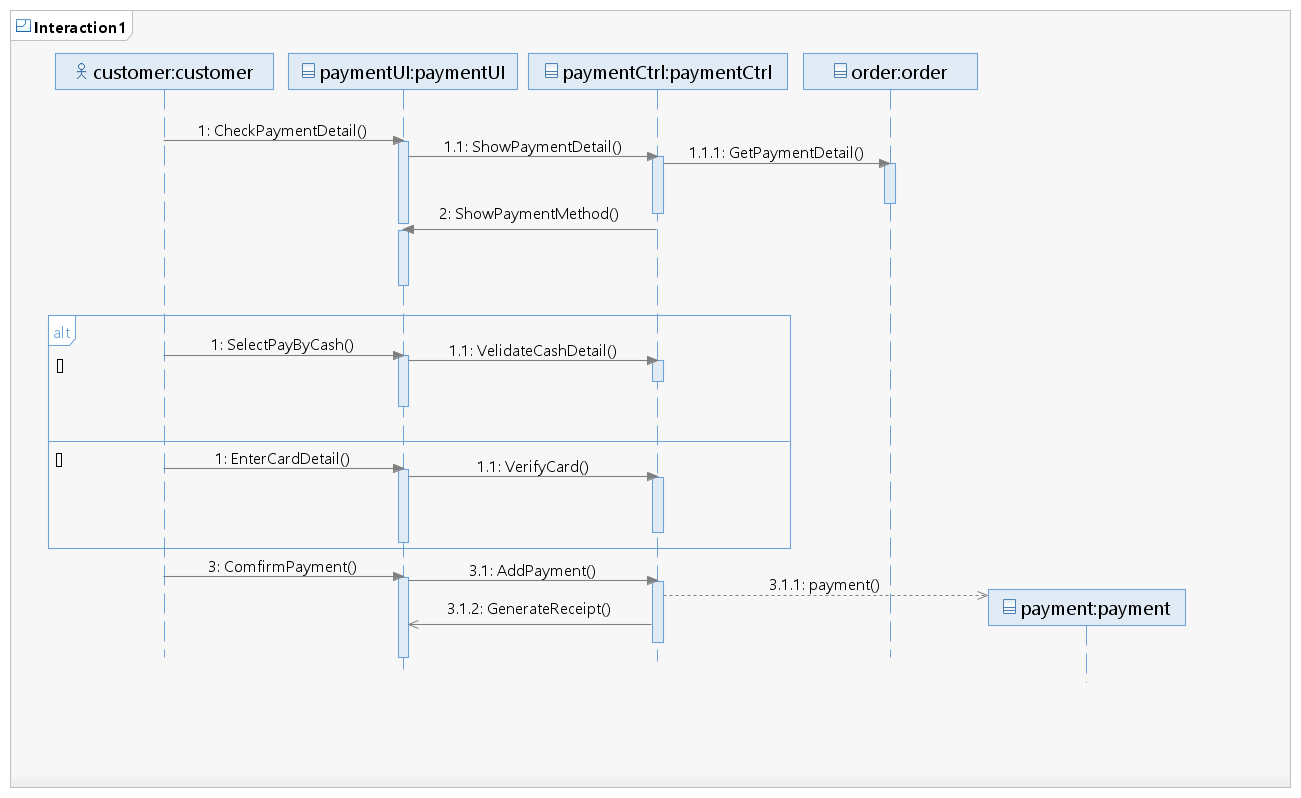 Interaction1
customer:customer
paymentUI:paymentUI
paymentCtrl:paymentCtrl
order:order
1: CheckPaymentDetail()
1.1: ShowPaymentDetail()
1.1.1: GetPaymentDetail()
2: ShowPaymentMethod()
alt
[]
1: SelectPayByCash()
1.1: VelidateCashDetail()
[]
1: EnterCardDetail()
1.1: VerifyCard()
3: ComfirmPayment()
3.1: AddPayment()
3.1.1: payment()
3.1.2: GenerateReceipt()
payment:payment